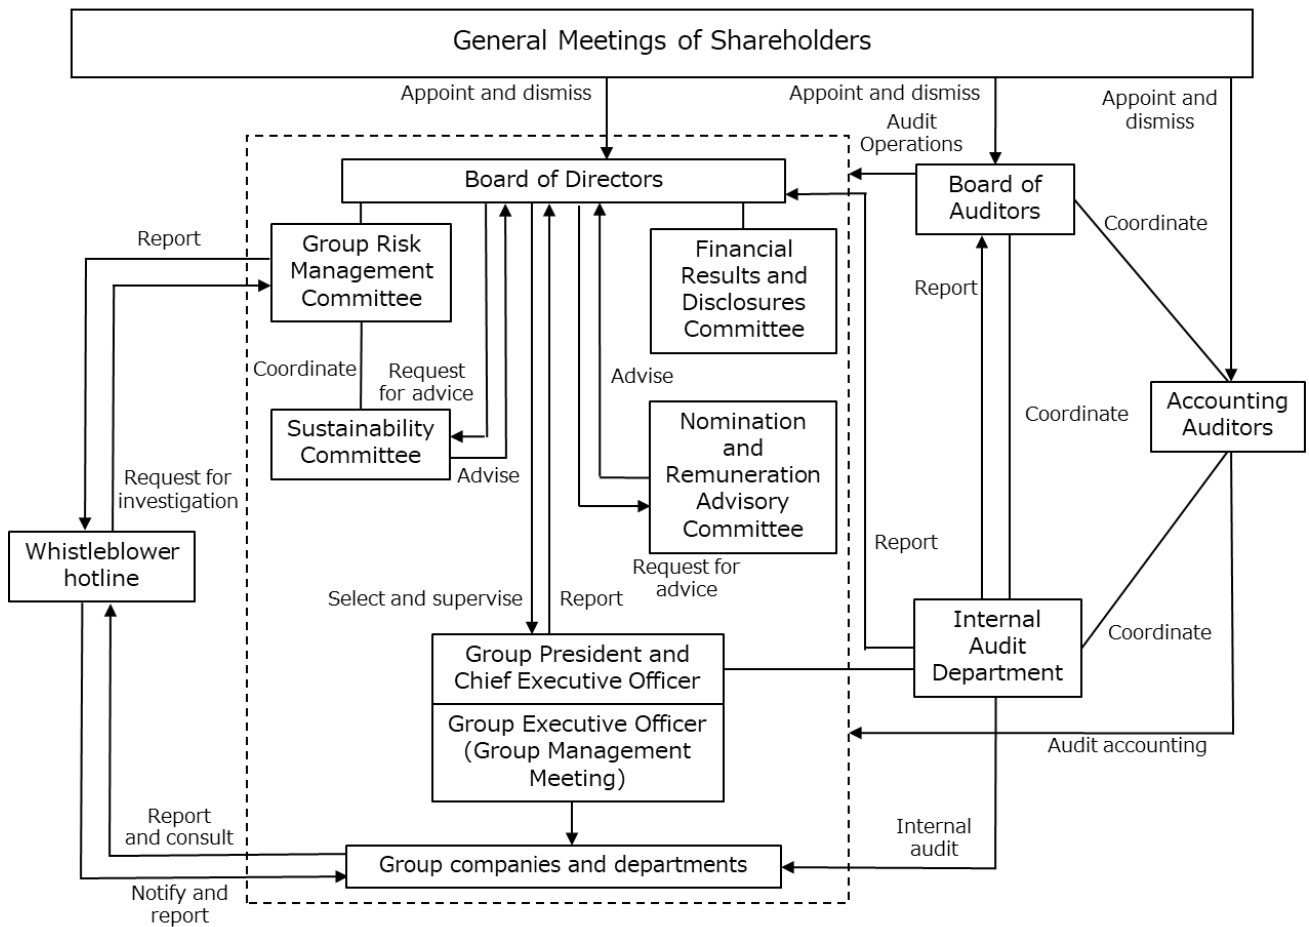 General Meetings of Shareholders
Appoint and dismiss
Appoint and dismiss
Appoint and
dismiss
Audit
Operations
Board of Directors
Board of
Auditors
Coordinate
Report
Group Risk
Management
Committee
Financial
Results and
Disclosures
Committee
Report
Coordinate
Request
for advice
Advise
Nomination
and
Remuneration
Advisory
Committee
Coordinate
Accounting
Auditors
Sustainability
Committee
Advise
Request for
investigation
Whistleblower
hotline
Request for
advice
Report
Select and supervise
Report
Internal
Audit
Department
Coordinate
Group President and
Chief Executive Officer
Group Executive Officer
(Group Management
Meeting)
Audit accounting
Report
and consult
Internal
audit
Group companies and departments
Notify and
report